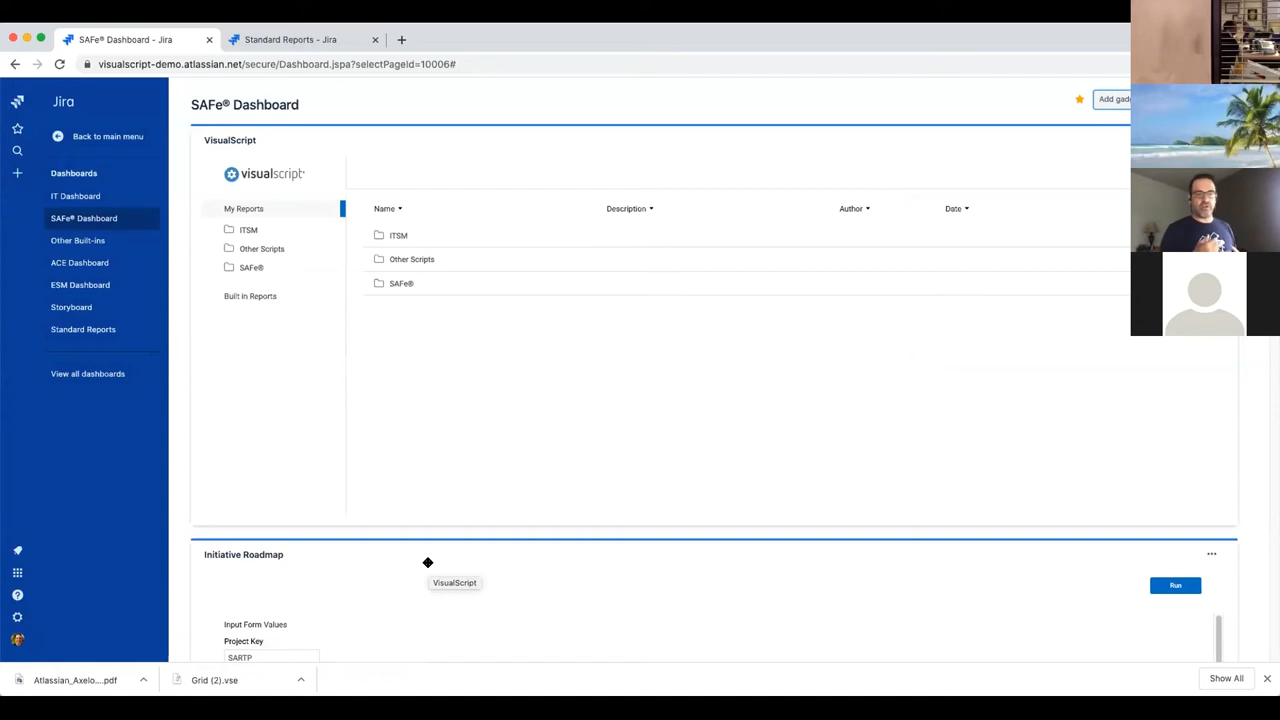 SAFe® Dashboard - Jira
Standard Reports - Jira
visualscript-demo.atlassian.net/secure/Dashboard.jspa?selectPageId=10006#
Jira
Back to main menu
Dashboards
IT Dashboard
SAFe® Dashboard
Other Built-ins
ACE Dashboard
ESM Dashboard
Storyboard
Standard Reports
View all dashboards
SAFe® Dashboard
Add gadg
VisualScript
visualscript
My Reports
ITSM
Other Scripts
SAFe®
Built in Reports
Name Description Author Date
ITSM
Other Scripts
SAFe®
Initiative Roadmap
VisualScript
Run
Input Form Values
Project Key
SARTP
Atlassian_Axelo....pdf
Grid (2).vse
Show All